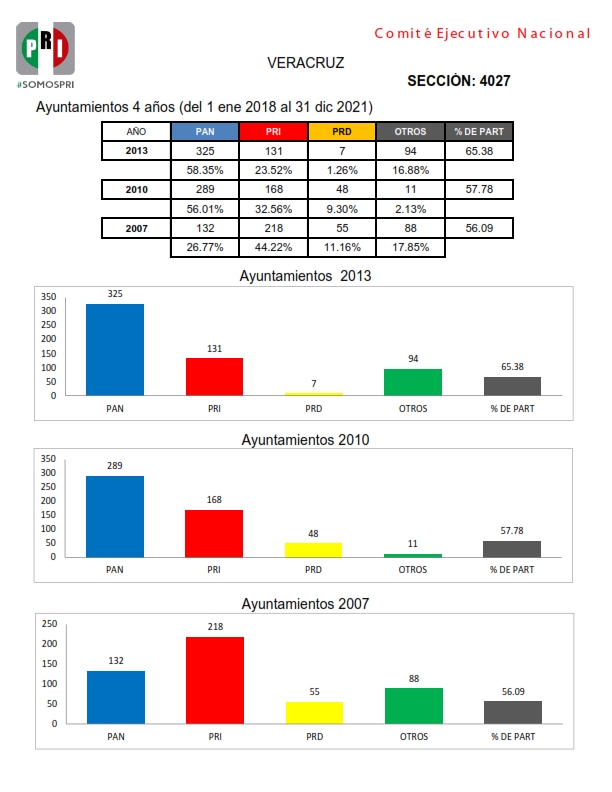 Comité Ejecutivo Nacional
PRI
#SOMOSPRI
VERACRUZ
SECCIÓN: 4027
Ayuntamientos 4 años (del 1 ene 2018 al 31 dic 2021)
AÑO PAN PRI PRD OTROS % DE PART
2013 325 131 7 94 65.38
58.35% 23.52% 1.26% 16.88%
2010 289 168 48 11 57.78
56.01% 32.56% 9.30% 2.13%
2007 132 218 55 88 56.09
26.77% 44.22% 11.16% 17.85%
Ayuntamientos 2013
350
300
250
200
150
100
50
0
325
131
7
94
65.38
PAN PRI PRD OTROS % DE PART
Ayuntamientos 2010
350
300
250
200
150
100
50
0
289
168
48
11
57.78
PAN PRI PRD OTROS % DE PART
Ayuntamientos 2007
250
200
150
100
50
0
132
218
55
88
56.09
PAN PRI PRD OTROS % DE PART